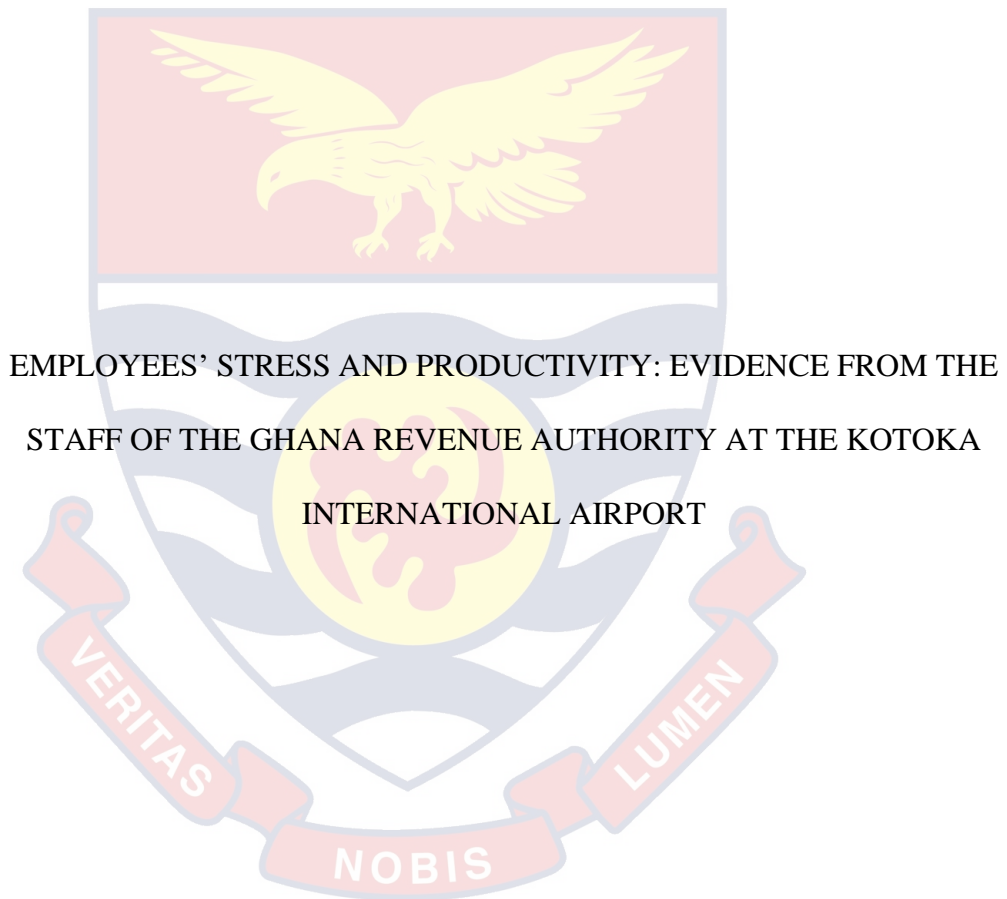 EMPLOYEES’ STRESS AND PRODUCTIVITY: EVIDENCE FROM THE
STAFF OF THE GHANA REVENUE AUTHORITY AT THE KOTOKA
INTERNATIONAL AIRPORT
VERITAS
NOBIS
LUMEN